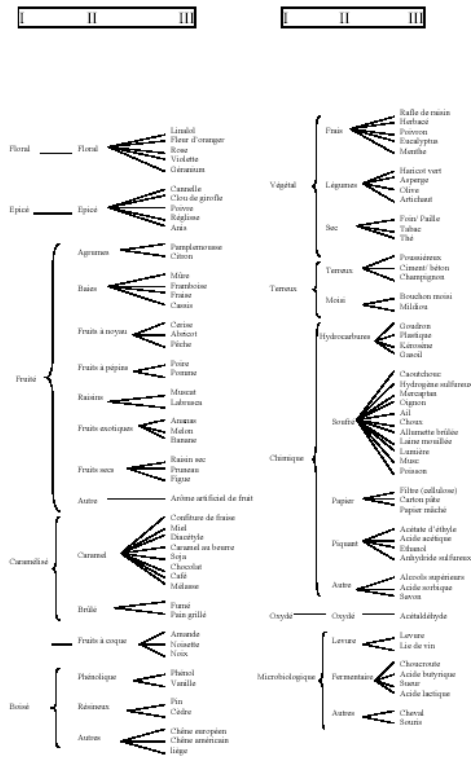 I II III
Floral Floral
Linalol
Fleur d'oranger
Rose
Violette
Géranium
Epicé Epicé
Cannelle
Clou de girofle
Poivre
Réglisse
Anis
Fruité
Agrumes
Pamplemousse
Citron
Baies
Mûre
Framboise
Fraise
Cassis
Fruits à noyau
Cerise
Abricot
Pêche
Fruits à pépins
Poire
Pomme
Raisins
Muscat
Labrusca
Fruits exotiques
Ananas
Melon
Banane
Fruits secs
Raisin sec
Pruneau
Figue
Autre
Arôme artificiel de fruit
Caramélisé
Caramel
Confiture de fraise
Miel
Diacétyle
Caramel au beurre
Soja
Chocolat
Café
Mélasse
Brûlé
Fumé
Pain grillé
Fruits à coque
Amande
Noisette
Noix
Boisé
Phénolique
Phénol
Vanille
Résineux
Pin
Cèdre
Autres
Chêne européen
Chêne américain
liège
I II III
Végétal
Frais
Rafle de raisin
Herbacé
Poivron
Eucalyptus
Menthe
Légumes
Haricot vert
Asperge
Olive
Artichaut
Sec
Foin/ Paille
Tabac
Thé
Terreux
Terreux
Poussiéreux
Ciment/ béton
Champignon
Moisi
Bouchon moisi
Mildiou
Chimique
Hydrocarbures
Goudron
Plastique
Kérosène
Gasoil
Soufré
Caoutchouc
Hydrogène sulfureux
Mercaptan
Oignon
Ail
Choux
Allumette brûlée
Laine mouillée
Lumière
Musc
Poisson
Papier
Filtre (cellulose)
Carton pâte
Papier mâché
Piquant
Acétate d'éthyle
Acide acétique
Ethanol
Anhydride sulfureux
Autre
Alcools supérieurs
Acide sorbique
Savon
Oxydé Oxydé Acétaldéhyde
Microbiologique
Levure
Levure
Lie de vin
Fermentaire
Choucroute
Acide butyrique
Sueur
Acide lactique
Autres
Cheval
Souris